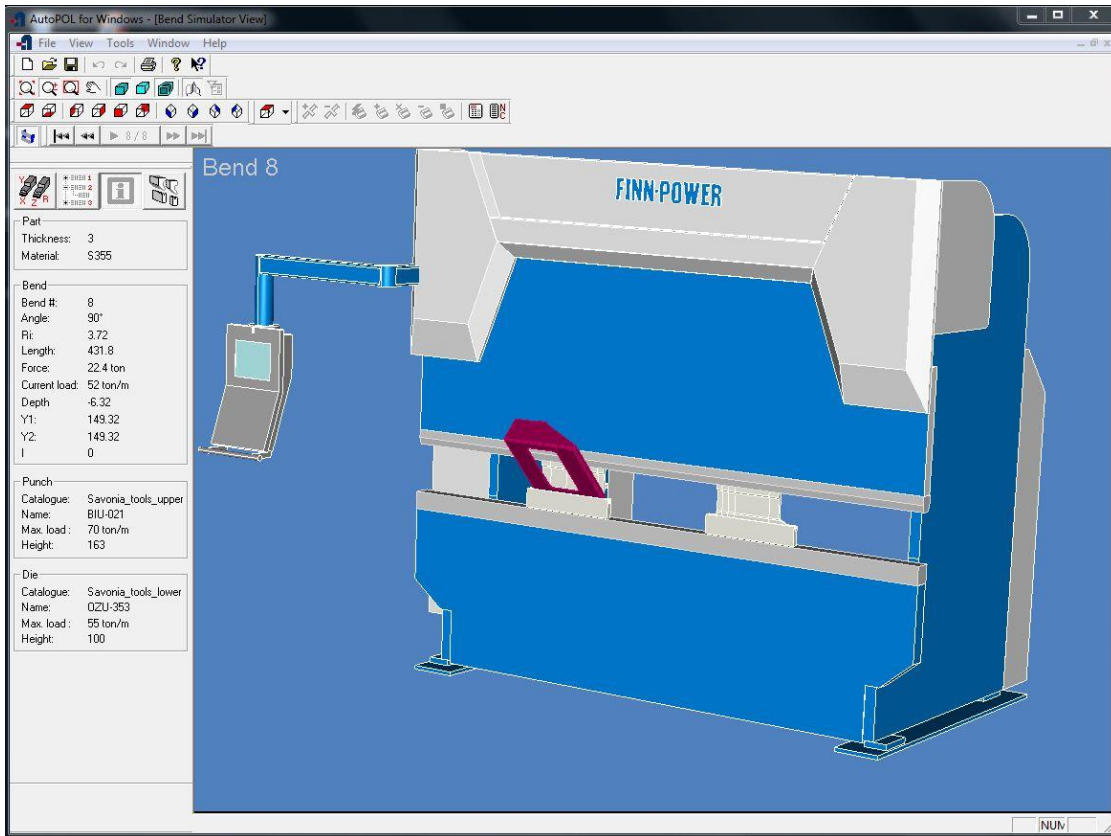 AutoPOL for Windows - [Bend Simulator View]
File View Tools Window Help
8 / 8
Bend 8
FINN-POWER
Part
Thickness: 3
Material: S355
Bend
Bend #: 8
Angle: 90°
Ri: 3.72
Length: 431.8
Force: 22.4 ton
Current load: 52 ton/m
Depth -6.32
Y1: 149.32
Y2: 149.32
I 0
Punch
Catalogue: Savonia_tools_upper
Name: BIU-021
Max. load : 70 ton/m
Height: 163
Die
Catalogue: Savonia_tools_lower
Name: OZU-353
Max. load : 55 ton/m
Height: 100
NUM